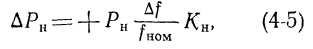 ΔPн = + Pн Δf/fном Kн, (4-5)